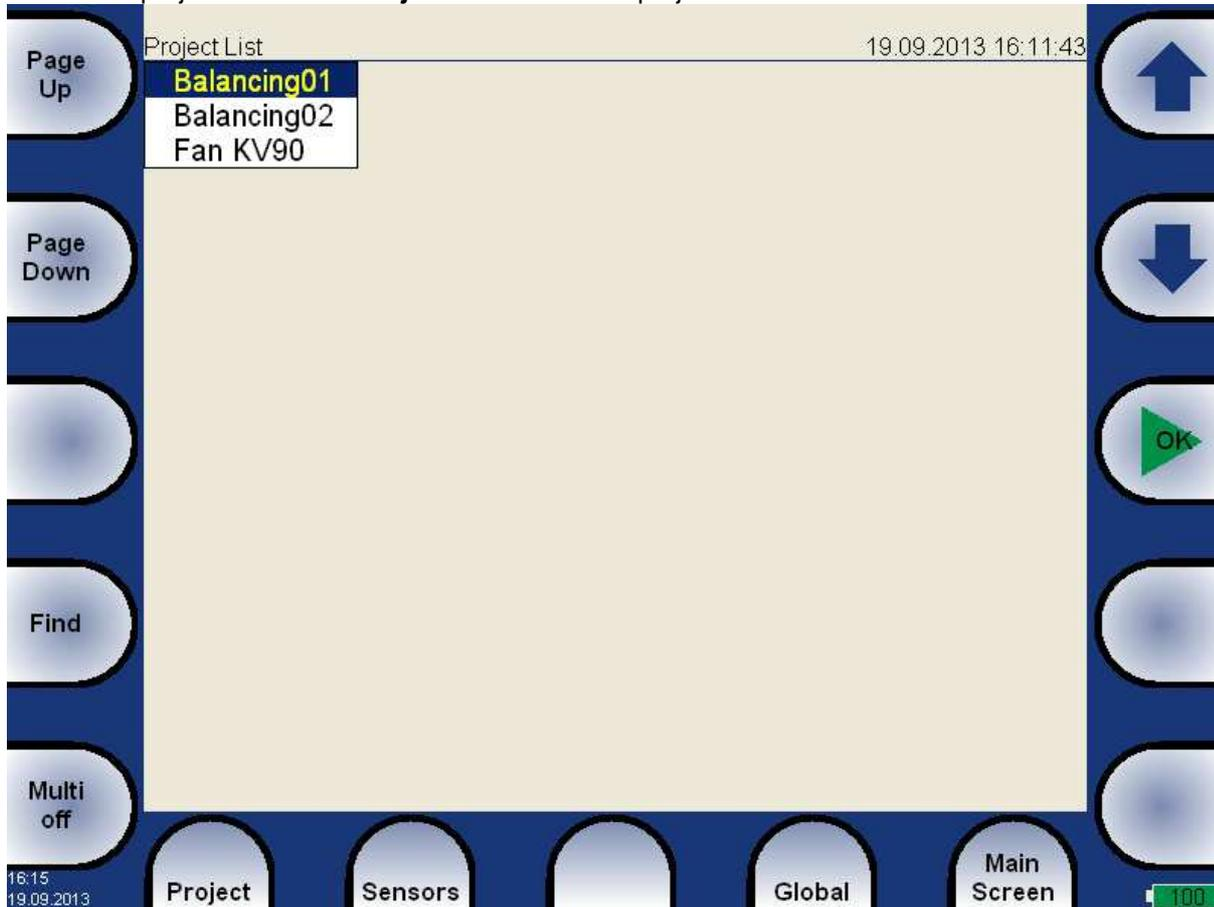 Project List 19.09.2013 16:11:43
Balancing01
Balancing02
Fan KV90
Page
Up
Page
Down
Find
Multi
off
OK
16:15
19.09.2013
Project
Sensors
Global
Main
Screen
100